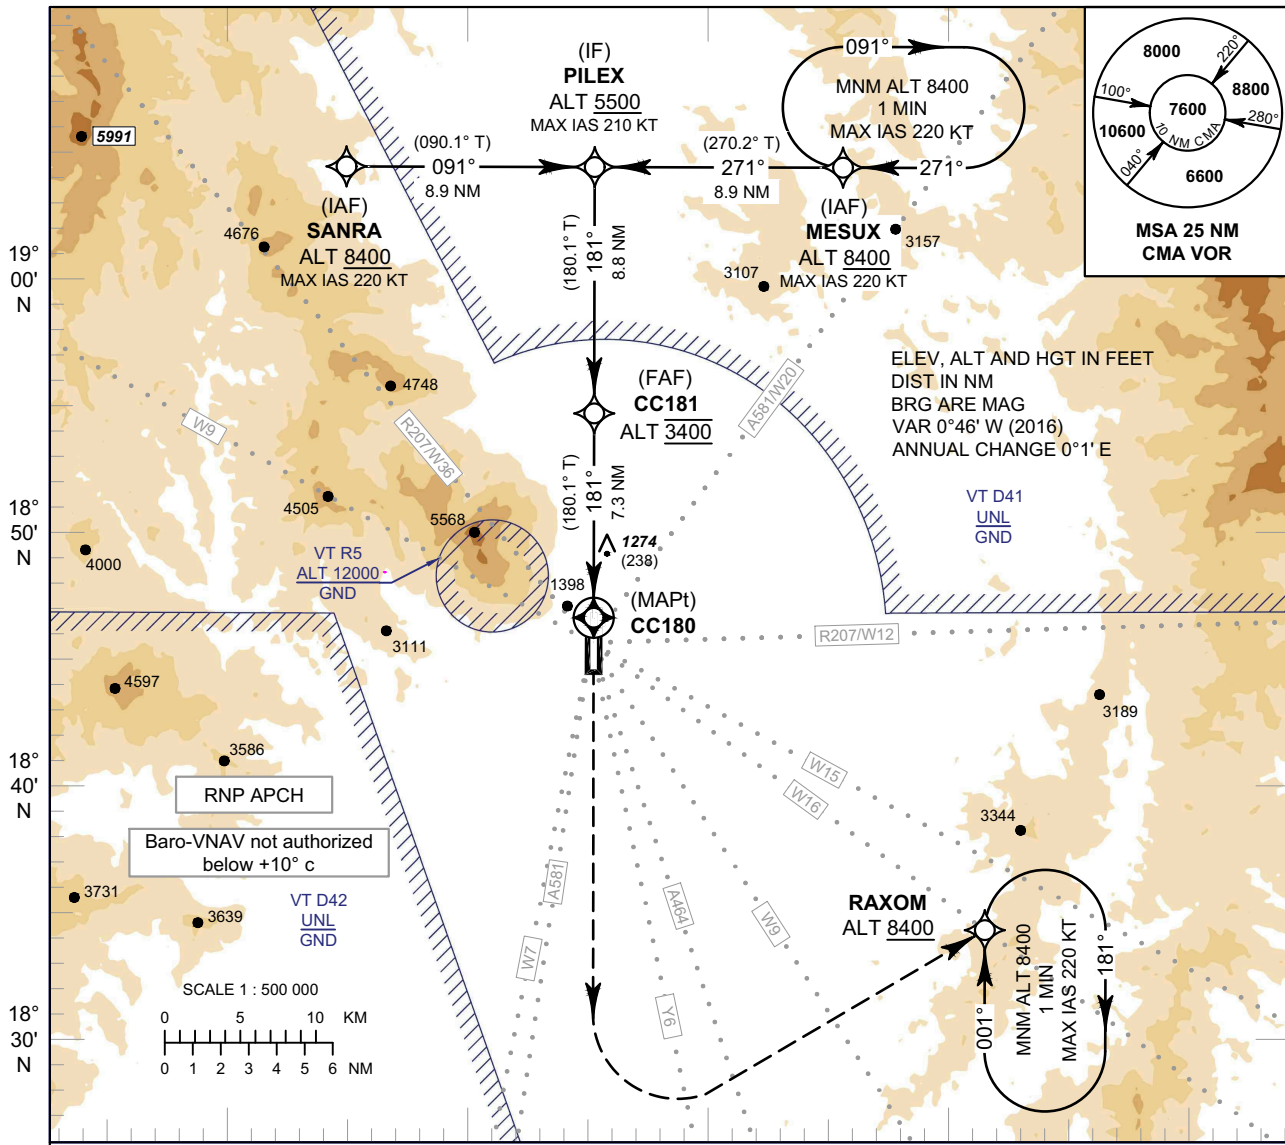 (IF)
PILEX
ALT 5500
MAX IAS 210 KT
091°
MNM ALT 8400
1 MIN
MAX IAS 220 KT
271°
8000
220°
100°
7600
8800
280°
10 NM CMA
10600
040°
6600
MSA 25 NM
CMA VOR
5991
(090.1° T)
091°
8.9 NM
(270.2° T)
271°
8.9 NM
(IAF)
SANRA
ALT 8400
MAX IAS 220 KT
(IAF)
MESUX
ALT 8400
MAX IAS 220 KT
4676
3157
3107
(180.1° T)
181°
8.8 NM
19°
00'
N
ELEV, ALT AND HGT IN FEET
DIST IN NM
BRG ARE MAG
VAR 0°46' W (2016)
ANNUAL CHANGE 0°1' E
4748
(FAF)
CC181
ALT 3400
A581/W20
W9
R207/W36
(180.1° T)
181°
7.3 NM
4505
5568
VT D41
UNL
GND
18°
50'
N
4000
VT R5
ALT 12000
GND
1274
(238)
1398
(MAPt)
CC180
3111
R207/W12
4597
3189
3586
18°
40'
N
RNP APCH
W15
W16
3344
Baro-VNAV not authorized
below +10° c
3731
3639
VT D42
UNL
GND
A581
A464
W9
W7
Y6
RAXOM
ALT 8400
001°
MNM ALT 8400
1 MIN
MAX IAS 220 KT
181°
SCALE 1 : 500 000
0 5 10 KM
0 1 2 3 4 5 6 NM
18°
30'
N